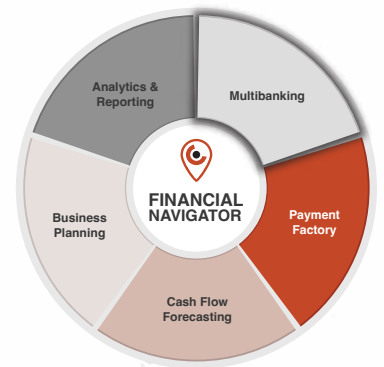 Analytics &
Reporting
Multibanking
FINANCIAL
NAVIGATOR
Business
Planning
Payment
Factory
Cash Flow
Forecasting